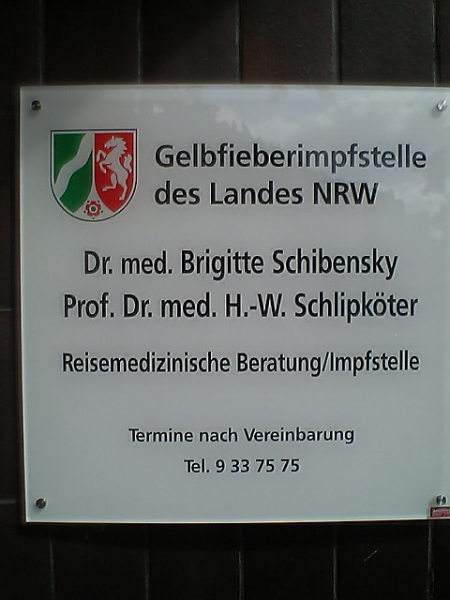 Gelbfieberimpfstelle
des Landes NRW
Dr. med. Brigitte Schibensky
Prof. Dr. med. H.-W. Schlipköter
Reisemedizinische Beratung/Impfstelle
Termine nach Vereinbarung
Tel. 9 33 75 75